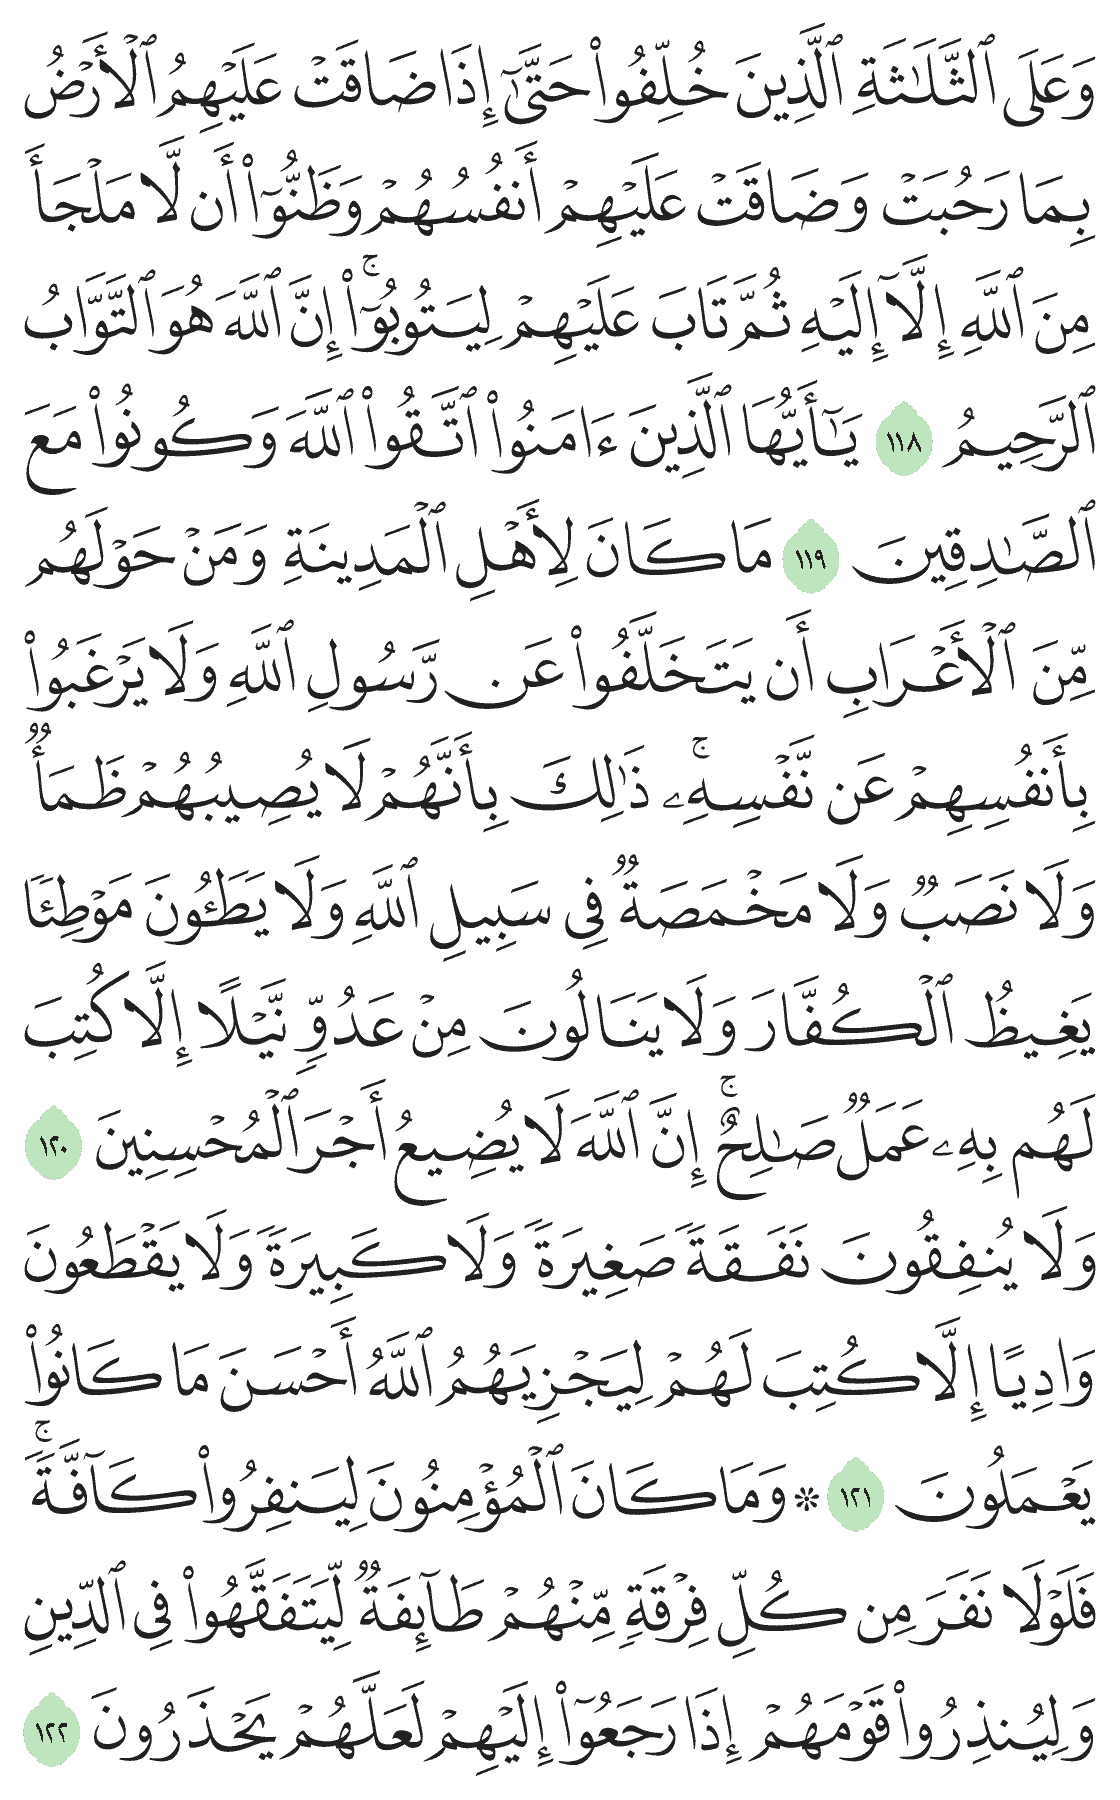 وَعَلَى ٱلثَّلَٰثَةِ ٱلَّذِينَ خُلِّفُوا۟ حَتَّىٰٓ إِذَا ضَاقَتْ عَلَيْهِمُ ٱلْأَرْضُ
بِمَا رَحُبَتْ وَضَاقَتْ عَلَيْهِمْ أَنفُسُهُمْ وَظَنُّوٓا۟ أَن لَّا مَلْجَأَ
مِنَ ٱللَّهِ إِلَّآ إِلَيْهِ ثُمَّ تَابَ عَلَيْهِمْ لِيَتُوبُوٓا۟ۚ إِنَّ ٱللَّهَ هُوَ ٱلتَّوَّابُ
ٱلرَّحِيمُ ١١٨ يَٰٓأَيُّهَا ٱلَّذِينَ ءَامَنُوا۟ ٱتَّقُوا۟ ٱللَّهَ وَكُونُوا۟ مَعَ
ٱلصَّٰدِقِينَ ١١٩ مَا كَانَ لِأَهْلِ ٱلْمَدِينَةِ وَمَنْ حَوْلَهُم
مِّنَ ٱلْأَعْرَابِ أَن يَتَخَلَّفُوا۟ عَن رَّسُولِ ٱللَّهِ وَلَا يَرْغَبُوا۟
بِأَنفُسِهِمْ عَن نَّفْسِهِۦۚ ذَٰلِكَ بِأَنَّهُمْ لَا يُصِيبُهُمْ ظَمَأٌ
وَلَا نَصَبٌ وَلَا مَخْمَصَةٌ فِى سَبِيلِ ٱللَّهِ وَلَا يَطَـُٔونَ مَوْطِئًا
يَغِيظُ ٱلْكُفَّارَ وَلَا يَنَالُونَ مِنْ عَدُوٍّ نَّيْلًا إِلَّا كُتِبَ
لَهُم بِهِۦ عَمَلٌ صَٰلِحٌۚ إِنَّ ٱللَّهَ لَا يُضِيعُ أَجْرَ ٱلْمُحْسِنِينَ ١٢٠
وَلَا يُنفِقُونَ نَفَقَةً صَغِيرَةً وَلَا كَبِيرَةً وَلَا يَقْطَعُونَ
وَادِيًا إِلَّا كُتِبَ لَهُمْ لِيَجْزِيَهُمُ ٱللَّهُ أَحْسَنَ مَا كَانُوا۟
يَعْمَلُونَ ١٢١ ۞ وَمَا كَانَ ٱلْمُؤْمِنُونَ لِيَنفِرُوا۟ كَآفَّةًۚ
فَلَوْلَا نَفَرَ مِن كُلِّ فِرْقَةٍ مِّنْهُمْ طَآئِفَةٌ لِّيَتَفَقَّهُوا۟ فِى ٱلدِّينِ
وَلِيُنذِرُوا۟ قَوْمَهُمْ إِذَا رَجَعُوٓا۟ إِلَيْهِمْ لَعَلَّهُمْ يَحْذَرُونَ ١٢٢